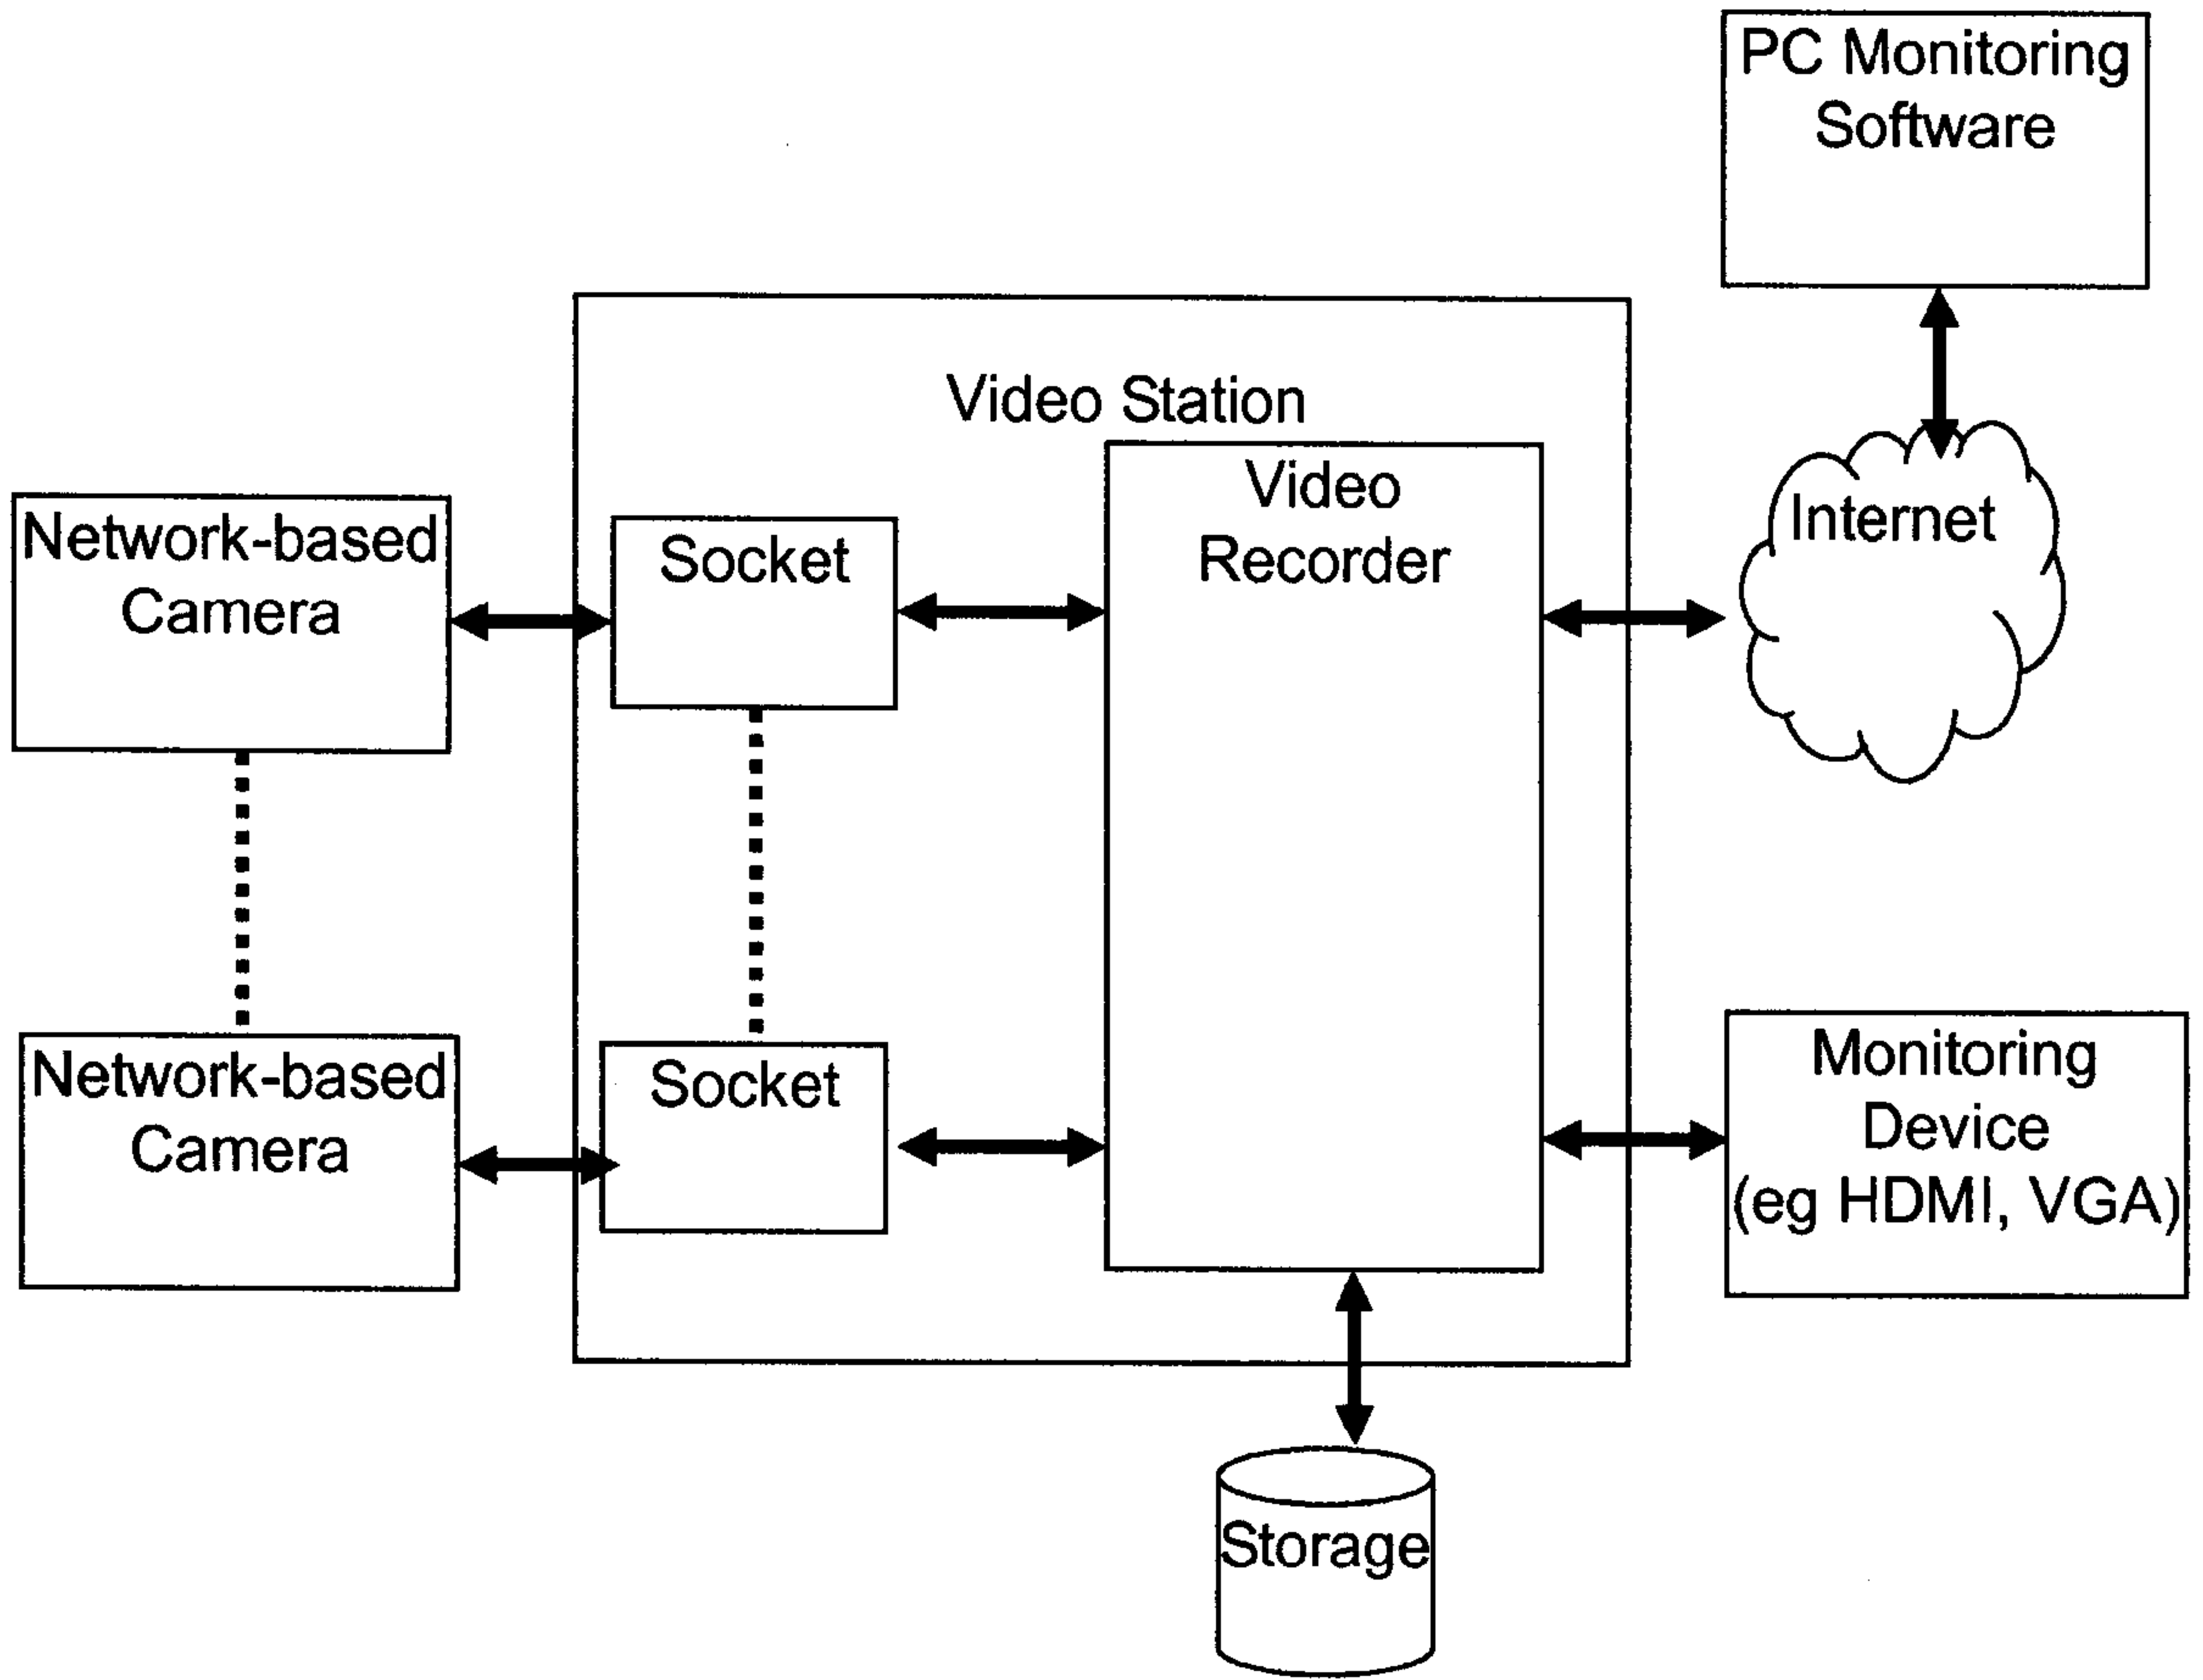 PC Monitoring
Software
Video Station
Video
Recorder
Internet
Network-based
Camera
Socket
Network-based
Camera
Socket
Monitoring
Device
(eg HDMI, VGA)
Storage